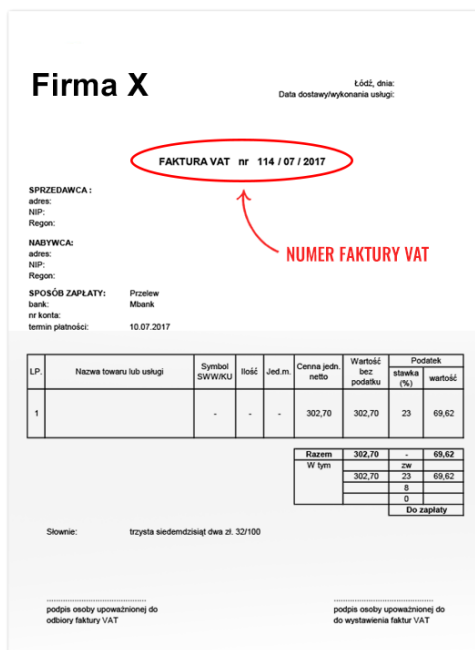 Firma X
Łódź, dnia:
Data dostawy/wykonania usługi:
FAKTURA VAT nr 114 / 07 / 2017
NUMER FAKTURY VAT
SPRZEDAWCA :
adres:
NIP:
Regon:
NABYWCA:
adres:
NIP:
Regon:
SPOSÓB ZAPŁATY: Przelew
bank: Mbank
nr konta:
termin płatności: 10.07.2017
LP. Nazwa towaru lub usługi Symbol SWW/KU Ilość Jed.m. Cenna jedn. netto Wartość bez podatku Podatek stawka (%) wartość
1 - - - 302,70 302,70 23 69,62
Razem 302,70 - 69,62
W tym zw
302,70 23 69,62
8
0
Do zapłaty
Słownie: trzysta siedemdzisiąt dwa zł. 32/100
podpis osoby upoważnionej do
odbiory faktury VAT
podpis osoby upoważnionej do
do wystawienia faktur VAT